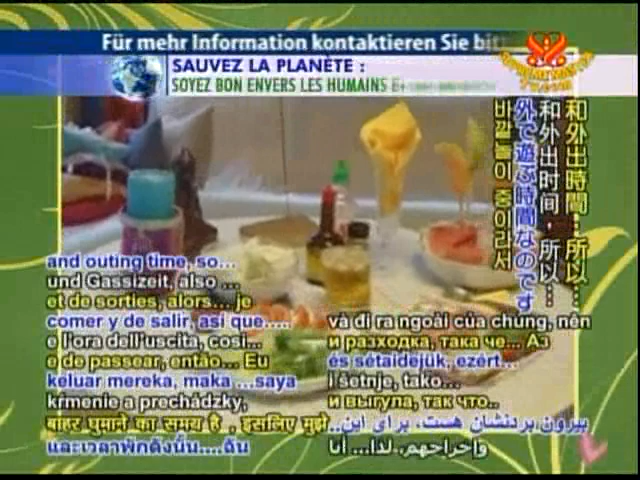 Für mehr Information kontaktieren Sie bitt
SAUVEZ LA PLANÈTE :
SOYEZ BON ENVERS LES HUMAINS E
和外出時間，所以…
和外出时间，所以…
外で遊ぶ時間なのです
바깥놀이 중이라서
and outing time, so...
und Gassizeit, also ...
et de sorties, alors.... je
comer y de salir, así que.....
e l'ora dell'uscita, così...
e de passear, então... Eu
keluar mereka, maka ...saya
kŕmenie a prechádzky,
बाहर घुमाने का समय है , इसलिए मुझे
และเวลาพักดังนั้น....ฉัน
và đi ra ngoài của chúng, nên
и разходка, така че... Аз
és sétaidejük, ezért...
i šetnje, tako...
и выгула, так что..
بیرون بردنشان هست، برای این..
وإخراجهم, لذا... أنا